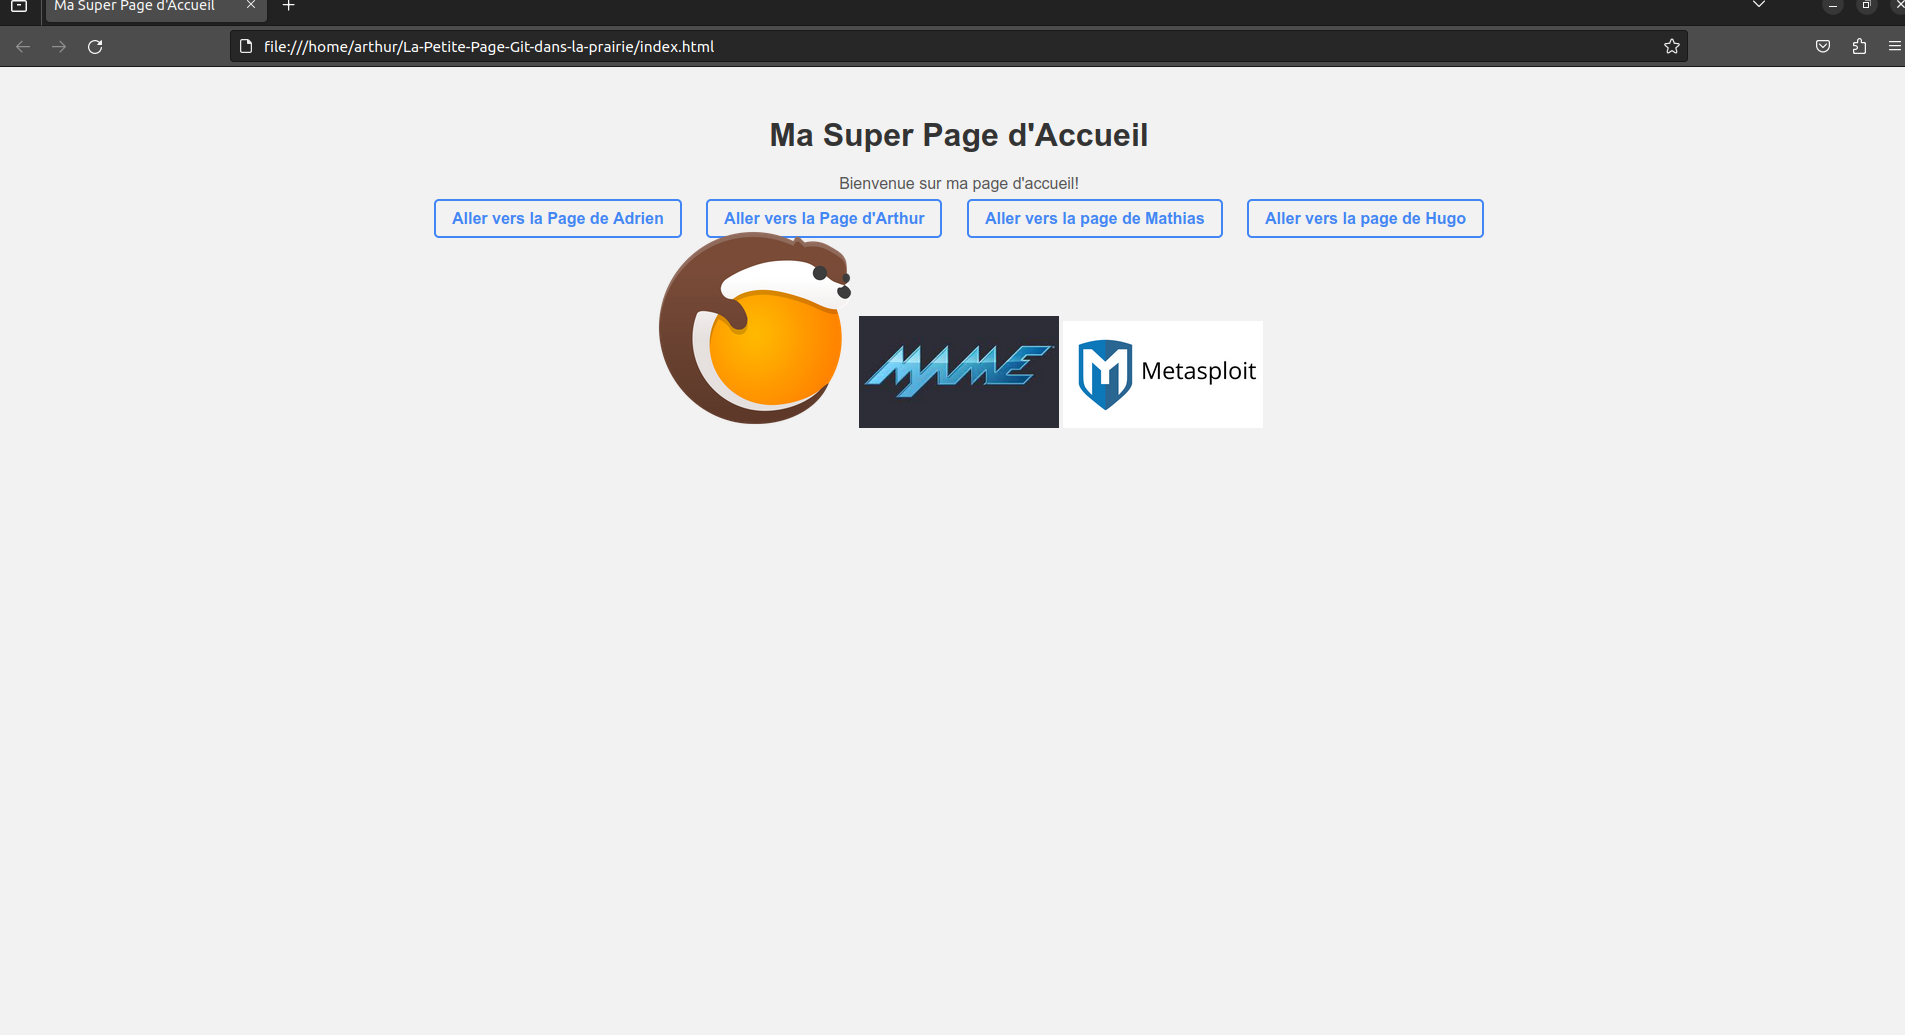 Ma Super Page d'Accueil
file:///home/arthur/La-Petite-Page-Git-dans-la-prairie/index.html
Ma Super Page d'Accueil
Bienvenue sur ma page d'accueil!
Aller vers la Page de Adrien
Aller vers la Page d'Arthur
Aller vers la page de Mathias
Aller vers la page de Hugo
MAME
Metasploit